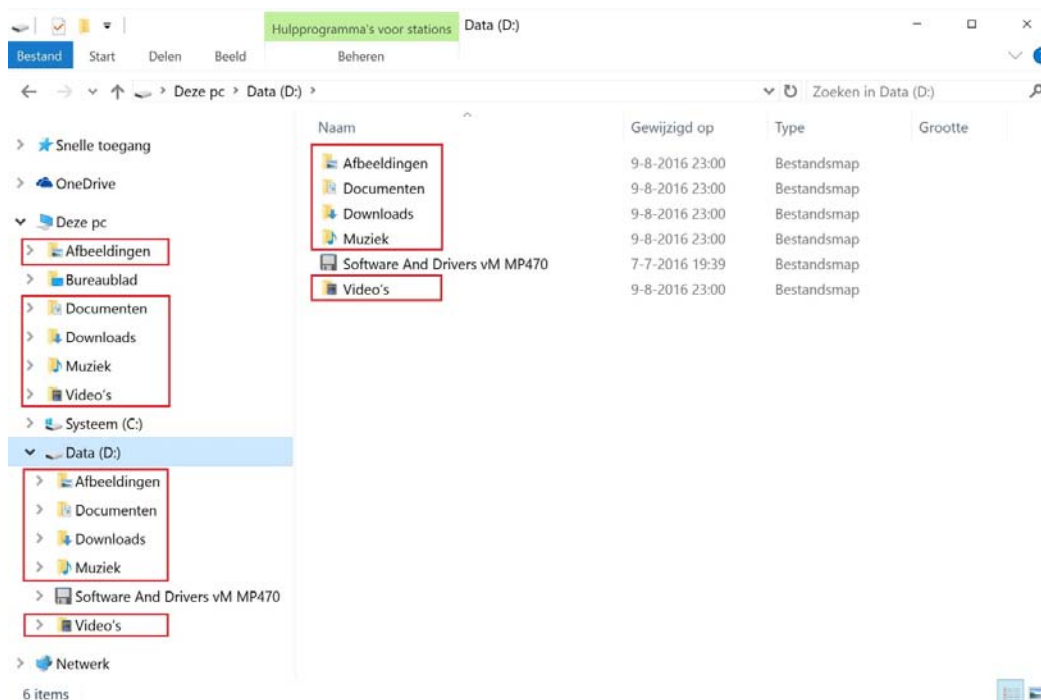 Hulpprogramma's voor stations Data (D:)
Bestand Start Delen Beeld Beheren
Deze pc Data (D:) Zoeken in Data (D:)
Naam Gewijzigd op Type Grootte
Snelle toegang
OneDrive
Deze pc
Afbeeldingen
Bureaublad
Documenten
Downloads
Muziek
Video's
Systeem (C:)
Data (D:)
Afbeeldingen
Documenten
Downloads
Muziek
Software And Drivers vM MP470
Video's
Netwerk
Afbeeldingen 9-8-2016 23:00 Bestandsmap
Documenten 9-8-2016 23:00 Bestandsmap
Downloads 9-8-2016 23:00 Bestandsmap
Muziek 9-8-2016 23:00 Bestandsmap
Software And Drivers vM MP470 7-7-2016 19:39 Bestandsmap
Video's 9-8-2016 23:00 Bestandsmap
6 items